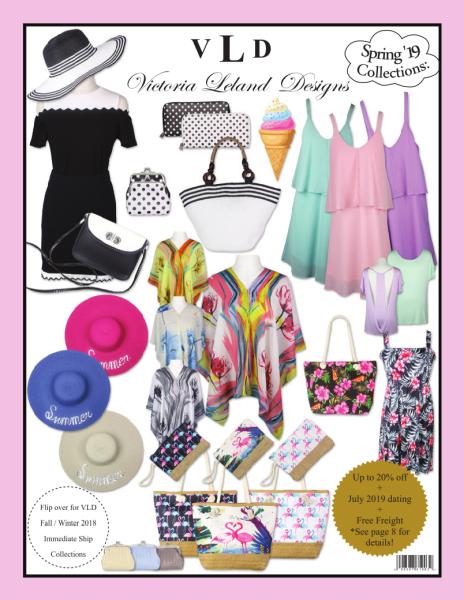 VLD
Victoria Leland Designs
Spring '19
Collections:
Summer
Summer
Summer
Flip over for VLD
Fall / Winter 2018
Immediate Ship
Collections
Up to 20% off
+
July 2019 dating
+
Free Freight
*See page 8 for
details!